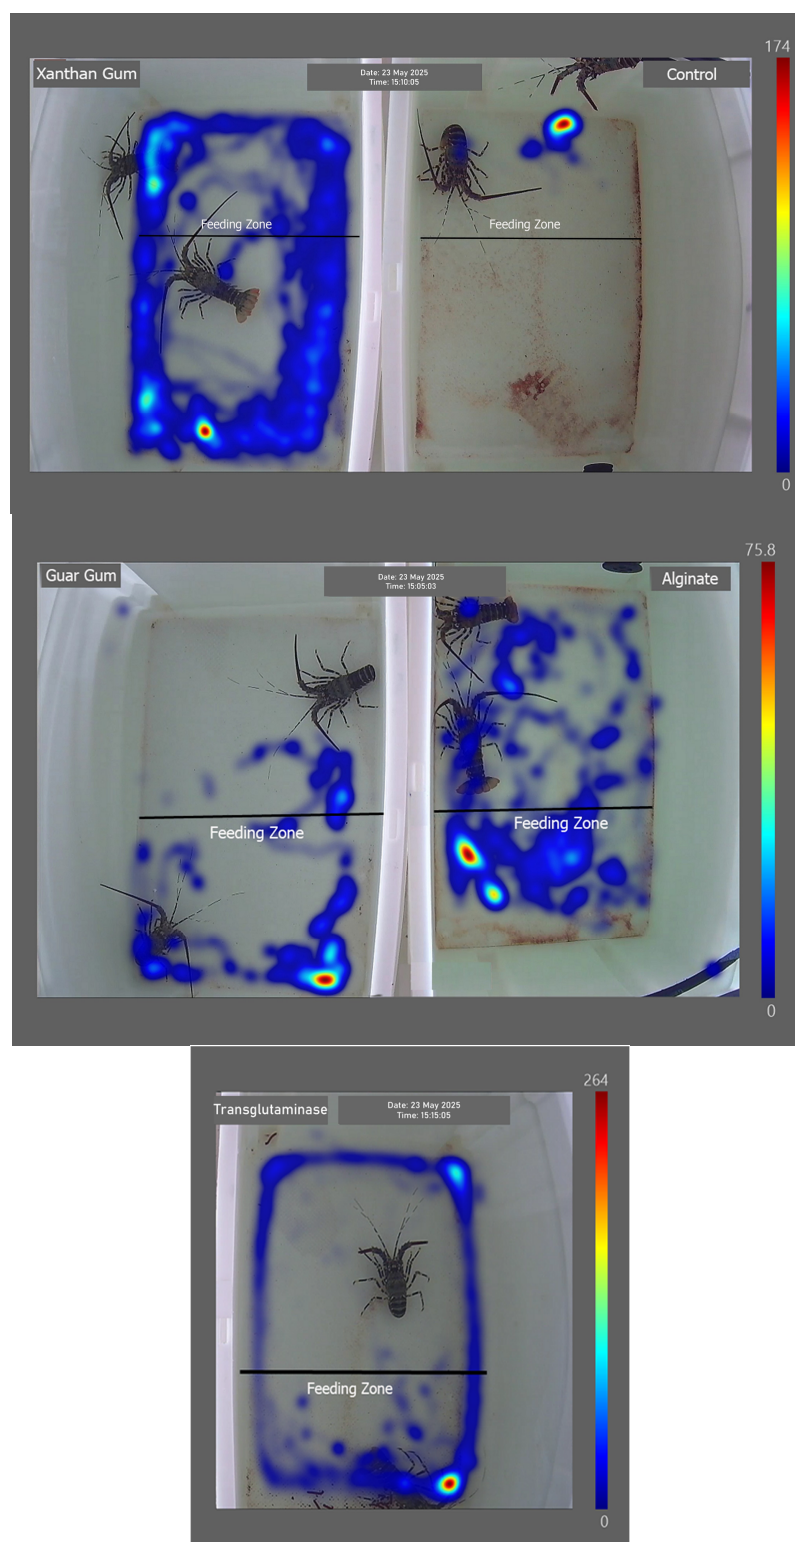 174
Xanthan Gum
Date: 23 May 2025
Time: 15:10:05
Control
Feeding Zone
Feeding Zone
0
75.8
Guar Gum
Date: 23 May 2025
Time: 15:05:03
Alginate
Feeding Zone
Feeding Zone
0
264
Transglutaminase
Date: 23 May 2025
Time: 15:15:05
Feeding Zone
0